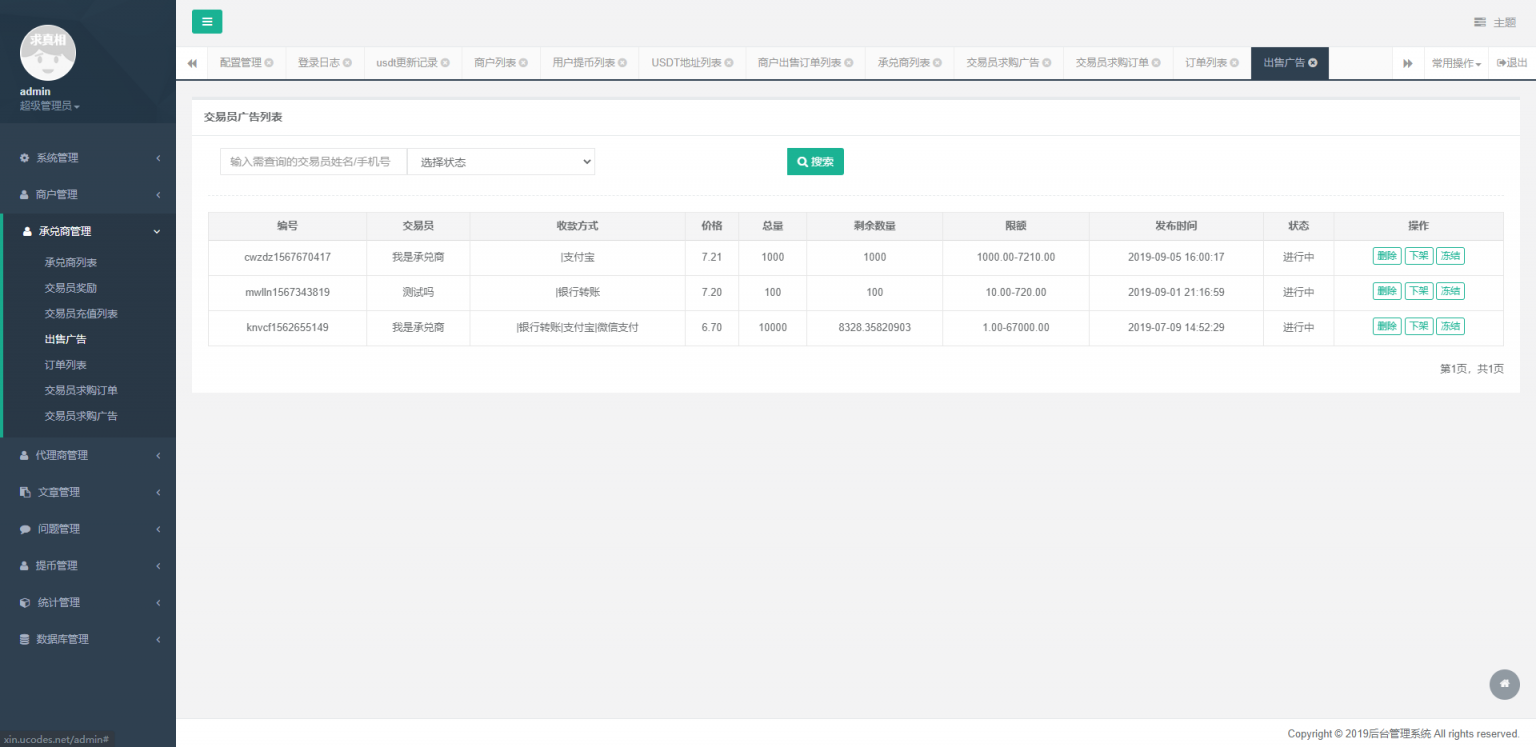 求真相
admin
超级管理员
系统管理
商户管理
承兑商管理
承兑商列表
交易员奖励
交易员充值列表
出售广告
订单列表
交易员求购订单
交易员求购广告
代理商管理
文章管理
问题管理
提币管理
统计管理
数据库管理
xin.ucodes.net/admin#
主题
配置管理 登录日志 usdt更新记录 商户列表 用户提币列表 USDT地址列表 商户出售订单列表 承兑商列表 交易员求购广告 交易员求购订单 订单列表 出售广告 常用操作 退出
交易员广告列表
输入需查询的交易员姓名/手机号 选择状态 搜索
编号 交易员 收款方式 价格 总量 剩余数量 限额 发布时间 状态 操作
cwzdz1567670417 我是承兑商 |支付宝 7.21 1000 1000 1000.00-7210.00 2019-09-05 16:00:17 进行中 删除 下架 冻结
mwlln1567343819 测试吗 |银行转账 7.20 100 100 10.00-720.00 2019-09-01 21:16:59 进行中 删除 下架 冻结
knvcf1562655149 我是承兑商 |银行转账|支付宝|微信支付 6.70 10000 8328.35820903 1.00-67000.00 2019-07-09 14:52:29 进行中 删除 下架 冻结
第1页，共1页
Copyright © 2019后台管理系统 All rights reserved.